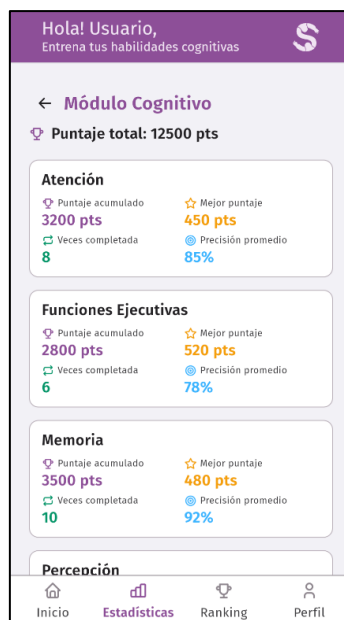 Hola! Usuario,
Entrena tus habilidades cognitivas
← Módulo Cognitivo
Puntaje total: 12500 pts
Atención
Puntaje acumulado Mejor puntaje
3200 pts 450 pts
Veces completada Precisión promedio
8 85%
Funciones Ejecutivas
Puntaje acumulado Mejor puntaje
2800 pts 520 pts
Veces completada Precisión promedio
6 78%
Memoria
Puntaje acumulado Mejor puntaje
3500 pts 480 pts
Veces completada Precisión promedio
10 92%
Percepción
Inicio Estadísticas Ranking Perfil